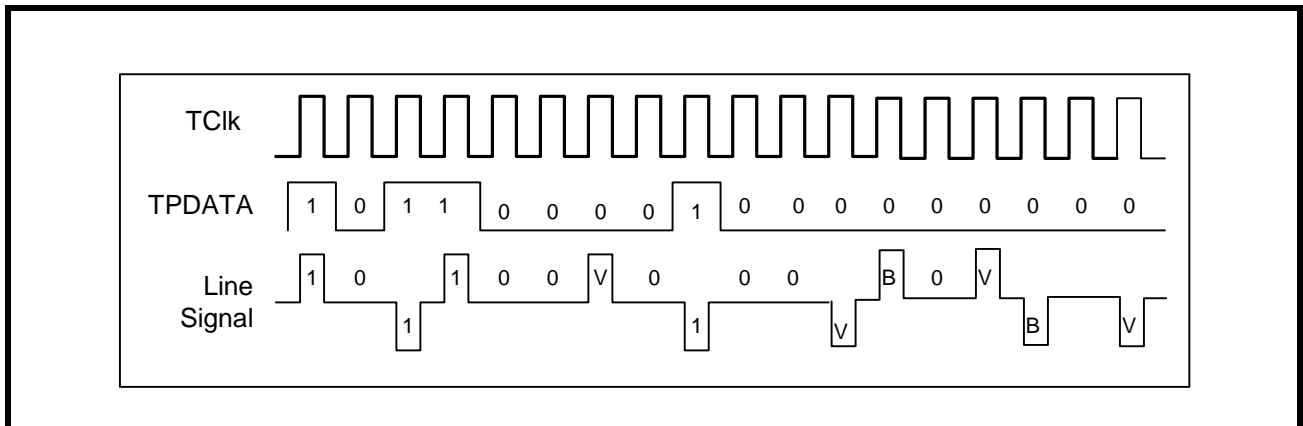 TClk
TPDATA 1 0 1 1 0 0 0 0 1 0 0 0 0 0 0 0 0 0
Line Signal 1 0 1 1 0 0 V 0 1 0 0 V B 0 V B V